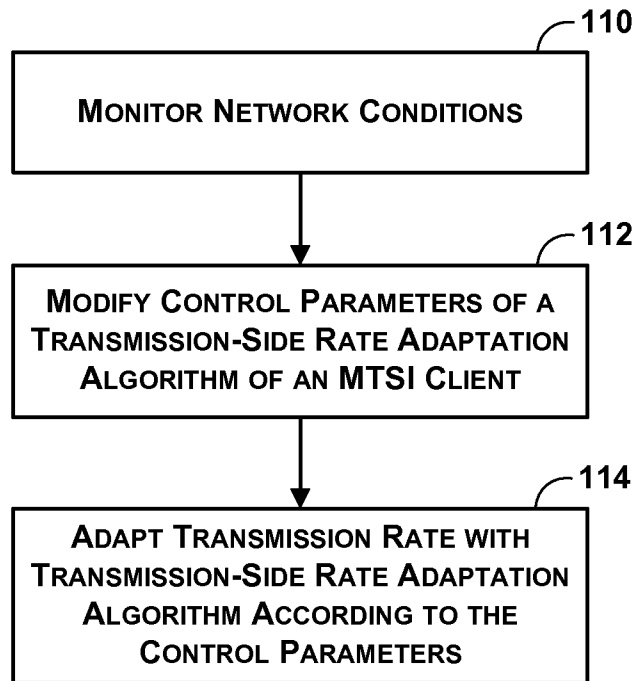 110
MONITOR NETWORK CONDITIONS
112
MODIFY CONTROL PARAMETERS OF A
TRANSMISSION-SIDE RATE ADAPTATION
ALGORITHM OF AN MTSI CLIENT
114
ADAPT TRANSMISSION RATE WITH
TRANSMISSION-SIDE RATE ADAPTATION
ALGORITHM ACCORDING TO THE
CONTROL PARAMETERS